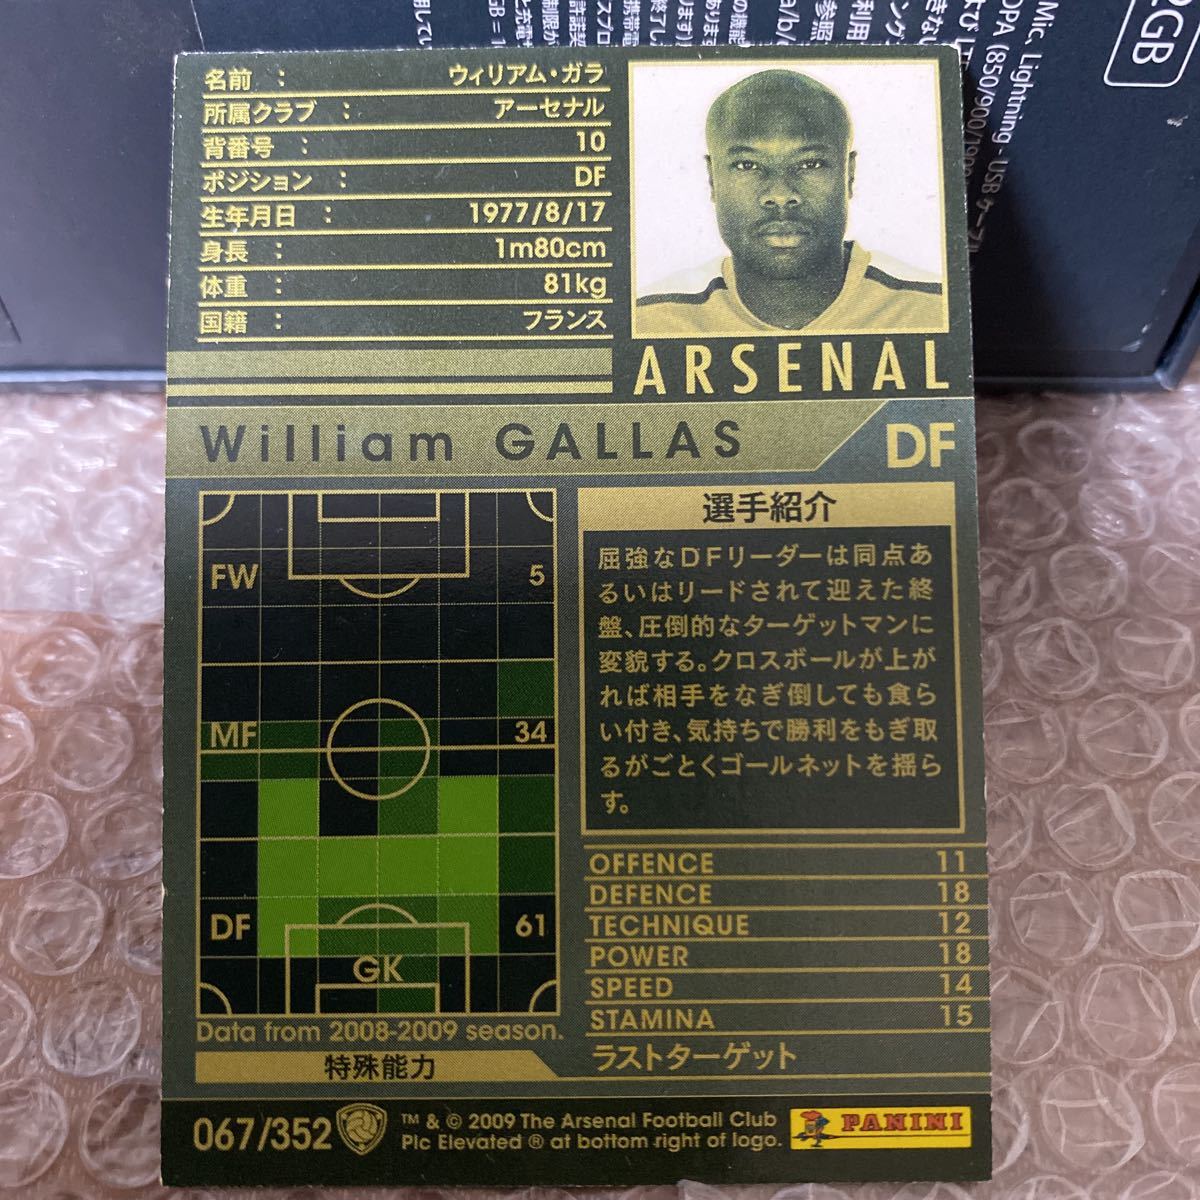 名前 : ウィリアム・ガラ
所属クラブ : アーセナル
背番号 : 10
ポジション : DF
生年月日 : 1977/8/17
身長 : 1m80cm
体重 : 81kg
国籍 : フランス
ARSENAL
William GALLAS
DF
FW 5
MF 34
DF 61
GK
Data from 2008-2009 season.
選手紹介
屈強なDFリーダーは同点あ
るいはリードされて迎えた終
盤、圧倒的なターゲットマンに
変貌する。クロスボールが上が
れば相手をなぎ倒しても食ら
い付き、気持ちで勝利をもぎ取
るがごとくゴールネットを揺ら
す。
OFFENCE 11
DEFENCE 18
TECHNIQUE 12
POWER 18
SPEED 14
STAMINA 15
特殊能力
ラストターゲット
067/352
™ & © 2009 The Arsenal Football Club
Plc Elevated ® at bottom right of logo.
PANINI
2GB
Mic, Lightning - USB ケーブル